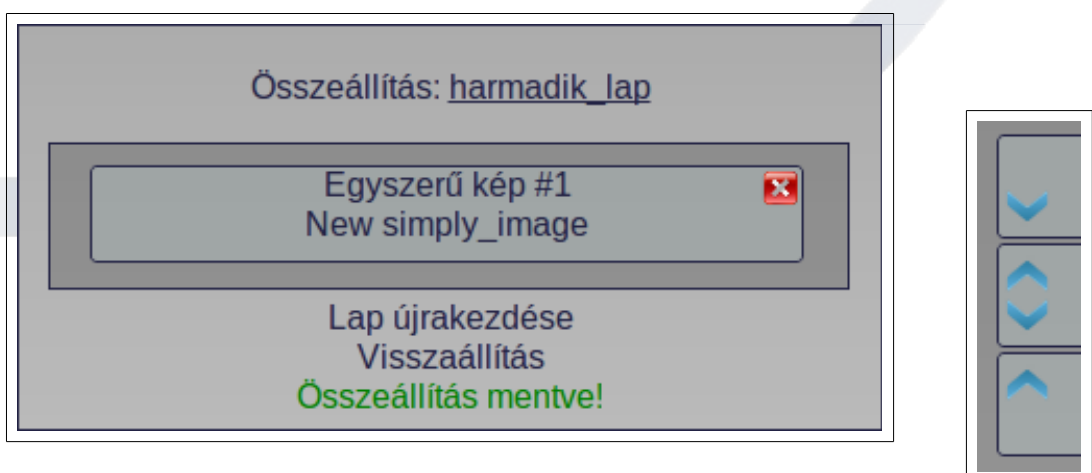 Összeállítás: harmadik_lap
Egyszerű kép #1
New simply_image
Lap újrakezdése
Visszaállítás
Összeállítás mentve!